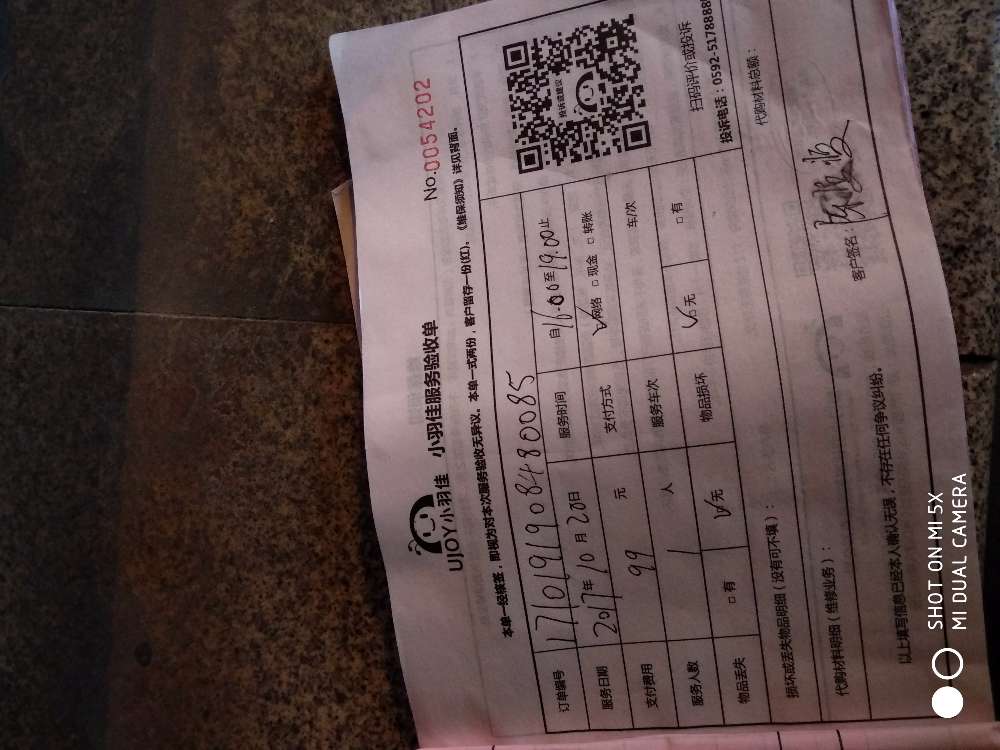 UJOY小羽佳 小羽佳服务验收单
No.0054202
本单一经核签，即视为对本次服务验收无异议。本单一式两份，客户留存一份(红)。《维保须知》详见背面。
订单编号 1710191908480085
服务日期 2017年10月20日 服务时间 自16:00至19:00止
支付费用 99 元 支付方式 ☑网络 □现金 □转账
服务人数 1 人 服务车次 车/次
物品丢失 □有 ☑无 物品损坏 ☑无 □有
投诉或建议
扫码评价或投诉
投诉电话：0592-5178888
损坏或丢失物品明细（没有可不填）：
代购材料明细（维修业务）： 代购材料总额：
以上填写信息已经本人确认无误，不存在任何争议纠纷。 客户签名：
SHOT ON MI 5X
MI DUAL CAMERA